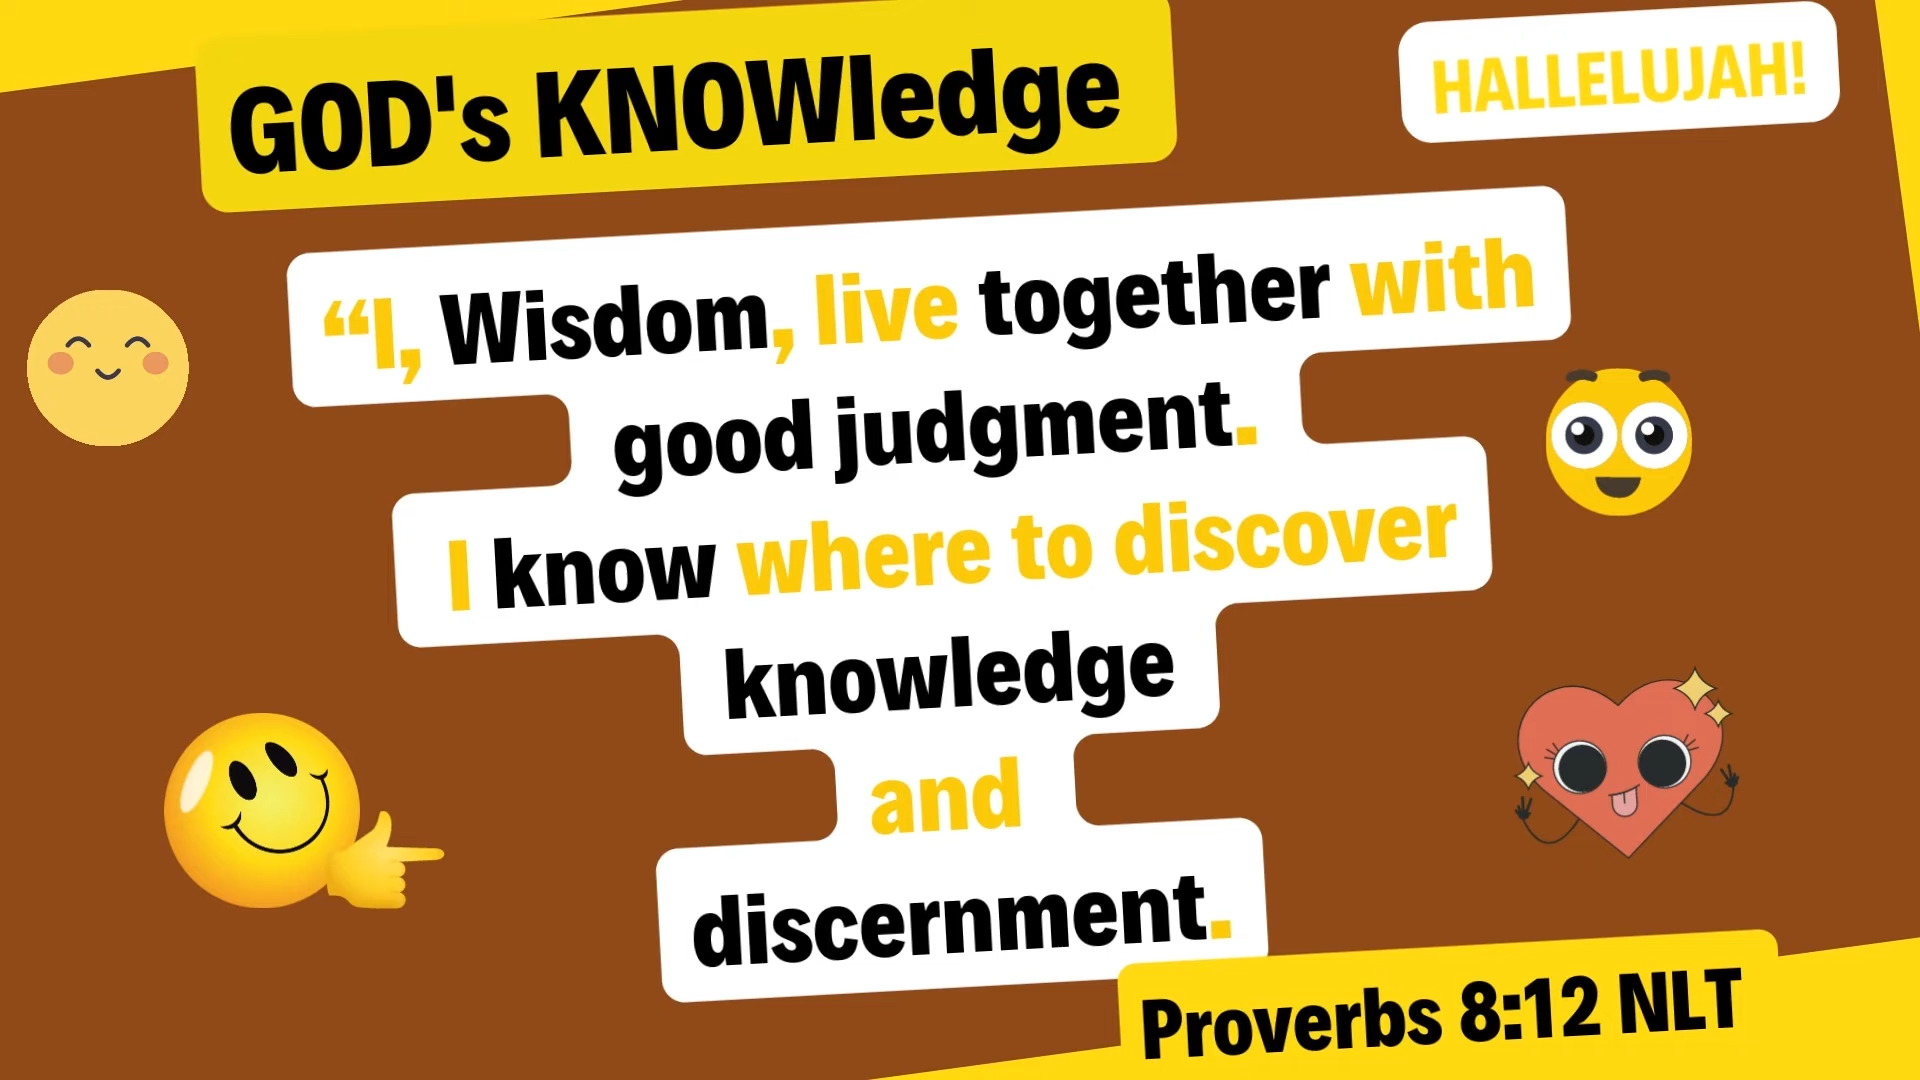 GOD's KNOWledge
HALLELUJAH!
“I, Wisdom, live together with
good judgment.
I know where to discover
knowledge
and
discernment.
Proverbs 8:12 NLT